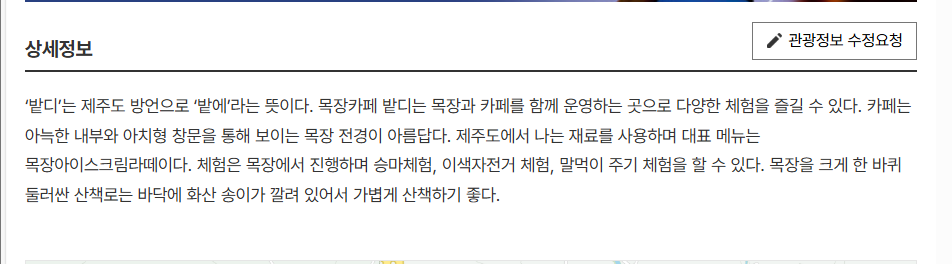 상세정보
관광정보 수정요청
‘밭디’는 제주도 방언으로 ‘밭에’라는 뜻이다. 목장카페 밭디는 목장과 카페를 함께 운영하는 곳으로 다양한 체험을 즐길 수 있다. 카페는
아늑한 내부와 아치형 창문을 통해 보이는 목장 전경이 아름답다. 제주도에서 나는 재료를 사용하며 대표 메뉴는
목장아이스크림라떼이다. 체험은 목장에서 진행하며 승마체험, 이색자전거 체험, 말먹이 주기 체험을 할 수 있다. 목장을 크게 한 바퀴
둘러싼 산책로는 바닥에 화산 송이가 깔려 있어서 가볍게 산책하기 좋다.